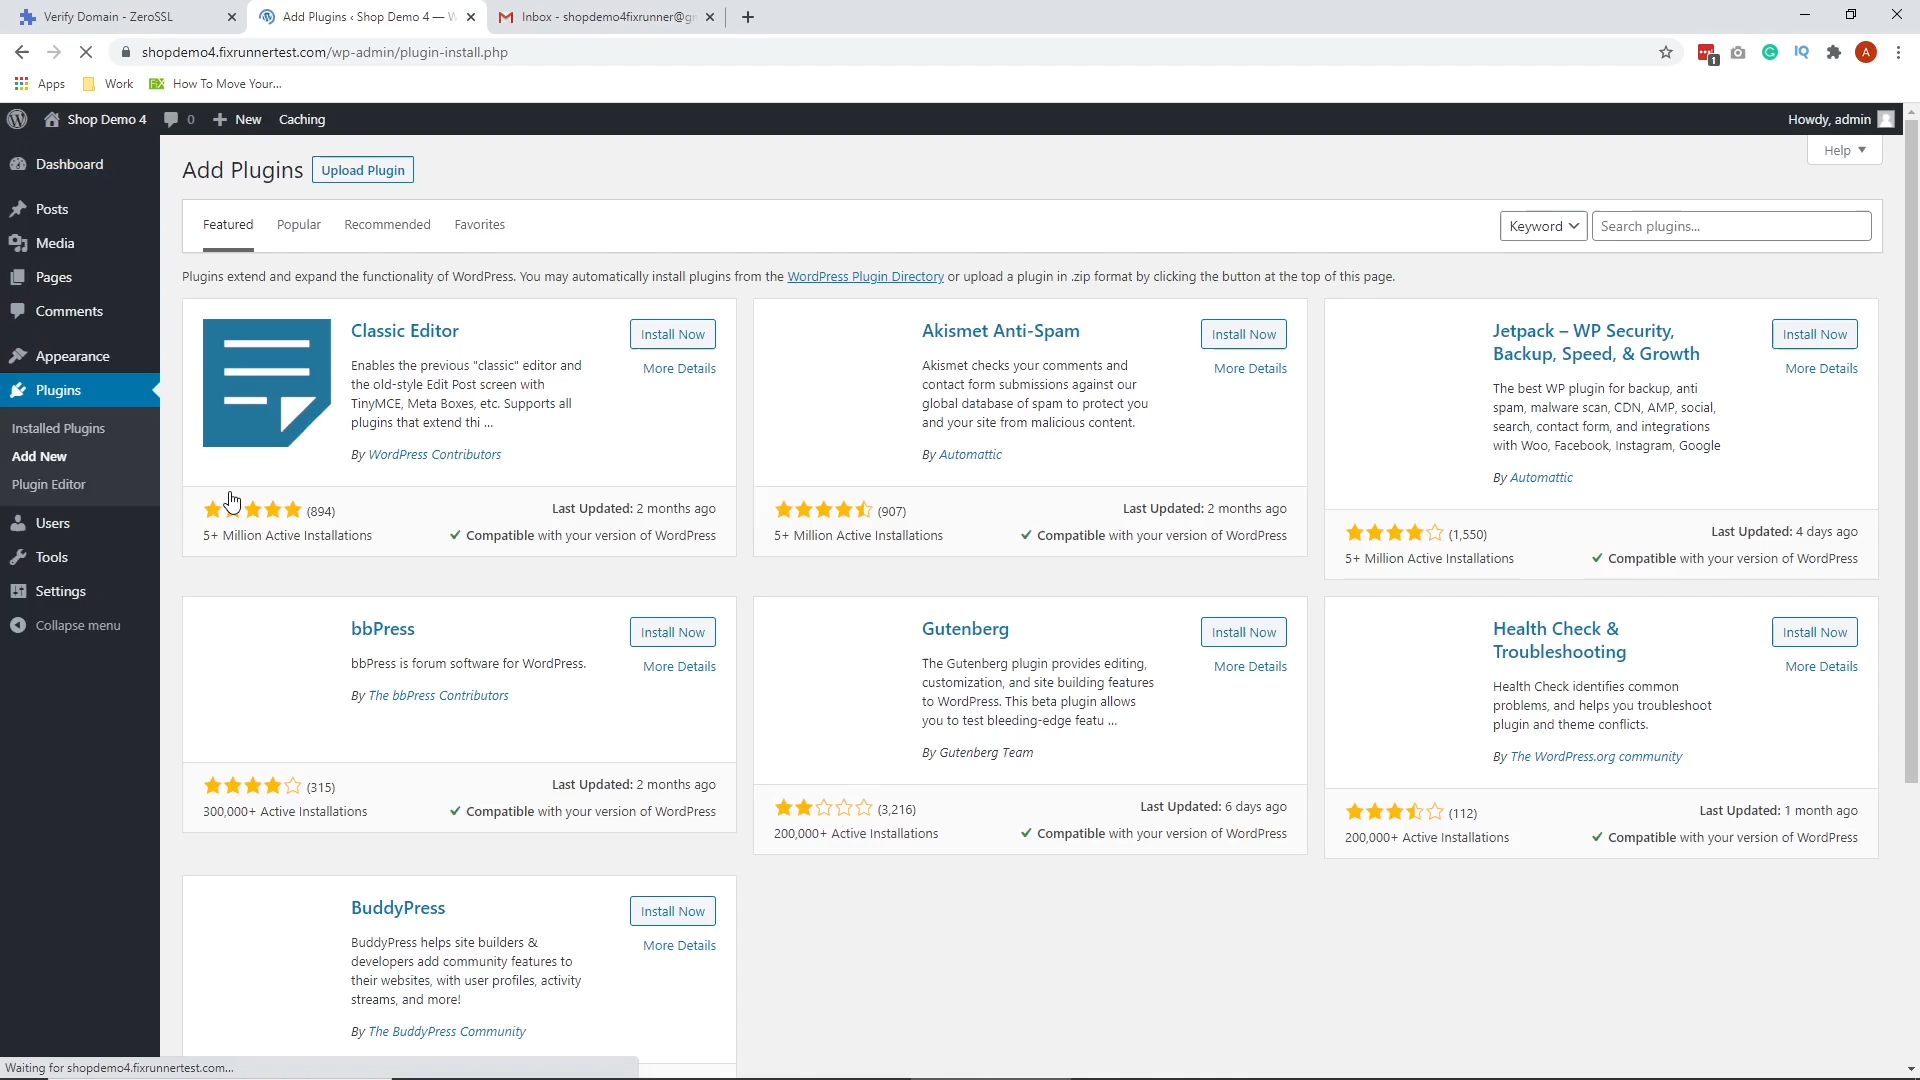 Verify Domain - ZeroSSL
Add Plugins ‹ Shop Demo 4 — W
Inbox - shopdemo4fixrunner@gr
shopdemo4.fixrunnertest.com/wp-admin/plugin-install.php
1
IQ
A
Apps
Work
How To Move Your...
Shop Demo 4
0
New
Caching
Howdy, admin
Dashboard
Posts
Media
Pages
Comments
Appearance
Plugins
Installed Plugins
Add New
Plugin Editor
Users
Tools
Settings
Collapse menu
Help
Add Plugins
Upload Plugin
Featured
Popular
Recommended
Favorites
Keyword
Search plugins...
Plugins extend and expand the functionality of WordPress. You may automatically install plugins from the WordPress Plugin Directory or upload a plugin in .zip format by clicking the button at the top of this page.
Classic Editor
Install Now
More Details
Enables the previous "classic" editor and
the old-style Edit Post screen with
TinyMCE, Meta Boxes, etc. Supports all
plugins that extend thi ...
By WordPress Contributors
(894)
Last Updated: 2 months ago
5+ Million Active Installations
Compatible with your version of WordPress
Akismet Anti-Spam
Install Now
More Details
Akismet checks your comments and
contact form submissions against our
global database of spam to protect you
and your site from malicious content.
By Automattic
(907)
Last Updated: 2 months ago
5+ Million Active Installations
Compatible with your version of WordPress
Jetpack – WP Security,
Backup, Speed, & Growth
Install Now
More Details
The best WP plugin for backup, anti
spam, malware scan, CDN, AMP, social,
search, contact form, and integrations
with Woo, Facebook, Instagram, Google
By Automattic
(1,550)
Last Updated: 4 days ago
5+ Million Active Installations
Compatible with your version of WordPress
bbPress
Install Now
More Details
bbPress is forum software for WordPress.
By The bbPress Contributors
(315)
Last Updated: 2 months ago
300,000+ Active Installations
Compatible with your version of WordPress
Gutenberg
Install Now
More Details
The Gutenberg plugin provides editing,
customization, and site building features
to WordPress. This beta plugin allows
you to test bleeding-edge featu ...
By Gutenberg Team
(3,216)
Last Updated: 6 days ago
200,000+ Active Installations
Compatible with your version of WordPress
Health Check &
Troubleshooting
Install Now
More Details
Health Check identifies common
problems, and helps you troubleshoot
plugin and theme conflicts.
By The WordPress.org community
(112)
Last Updated: 1 month ago
200,000+ Active Installations
Compatible with your version of WordPress
BuddyPress
Install Now
More Details
BuddyPress helps site builders &
developers add community features to
their websites, with user profiles, activity
streams, and more!
By The BuddyPress Community
Waiting for shopdemo4.fixrunnertest.com...